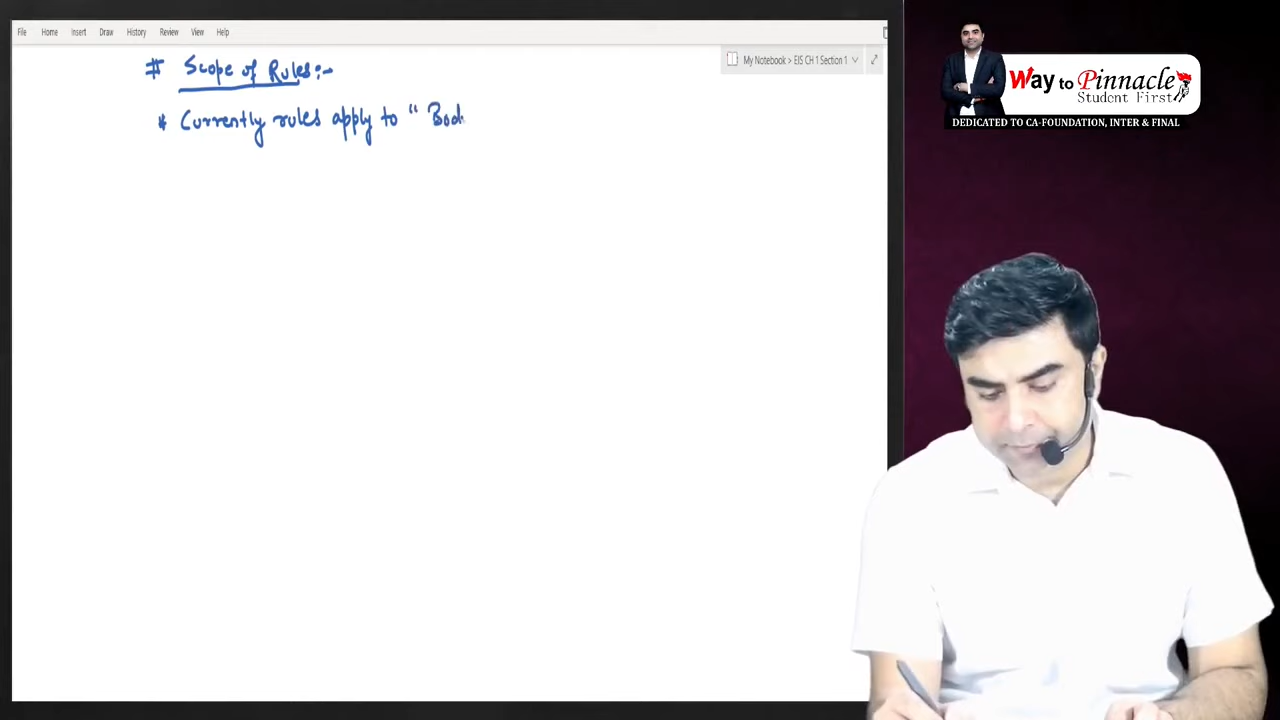 File Home Insert Draw History Review View Help
My Notebook > EIS CH 1 Section 1
# Scope of Rules:-
* Currently rules apply to " Bod
Way to Pinnacle
Student First
DEDICATED TO CA-FOUNDATION, INTER & FINAL